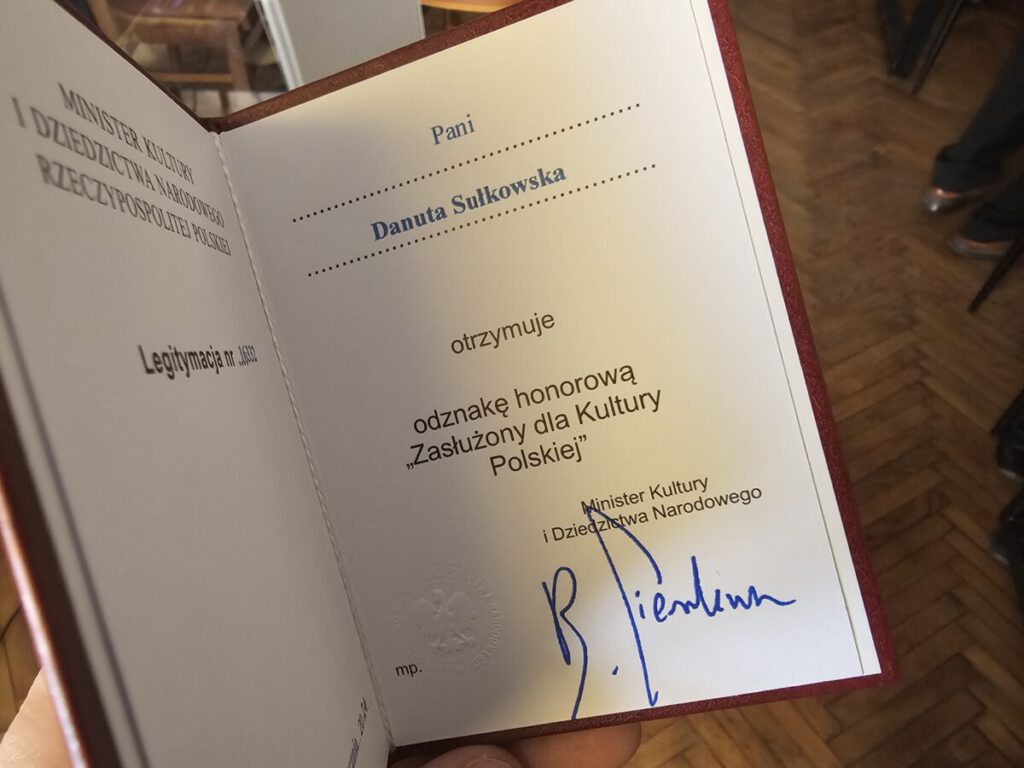 MINISTER KULTURY
I DZIEDZICTWA NARODOWEGO
RZECZYPOSPOLITEJ POLSKIEJ
Legitymacja nr
Pani
Danuta Sułkowska
otrzymuje
odznakę honorową
„Zasłużony dla Kultury
Polskiej”
Minister Kultury
i Dziedzictwa Narodowego
mp.